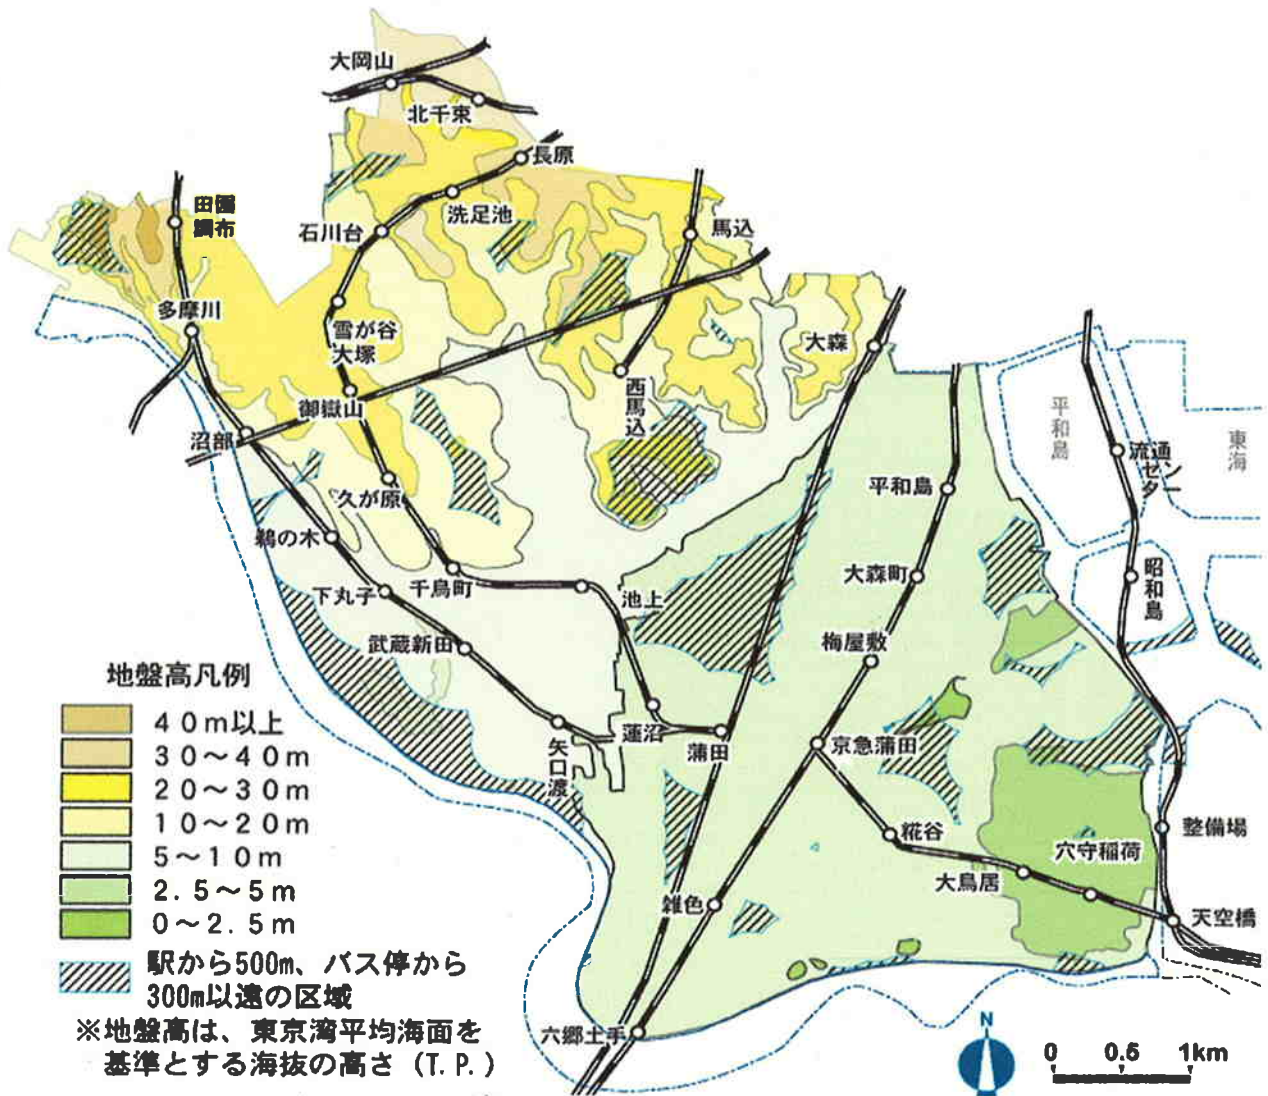 大岡山
北千束
長原
洗足池
田園
調布
石川台
馬込
多摩川
雪が谷
大塚
大森
御嶽山
西馬込
沼部
平和島
東海
流通
センター
久が原
平和島
鵜の木
大森町
昭和島
下丸子
千鳥町
池上
武蔵新田
梅屋敷
地盤高凡例
40m以上
30～40m
20～30m
10～20m
5～10m
2.5～5m
0～2.5m
駅から500m、バス停から
300m以遠の区域
※地盤高は、東京湾平均海面を
基準とする海抜の高さ（T.P.）
矢口渡
蓮沼
蒲田
京急蒲田
糀谷
穴守稲荷
整備場
大鳥居
雑色
天空橋
六郷土手
N
0 0.5 1km